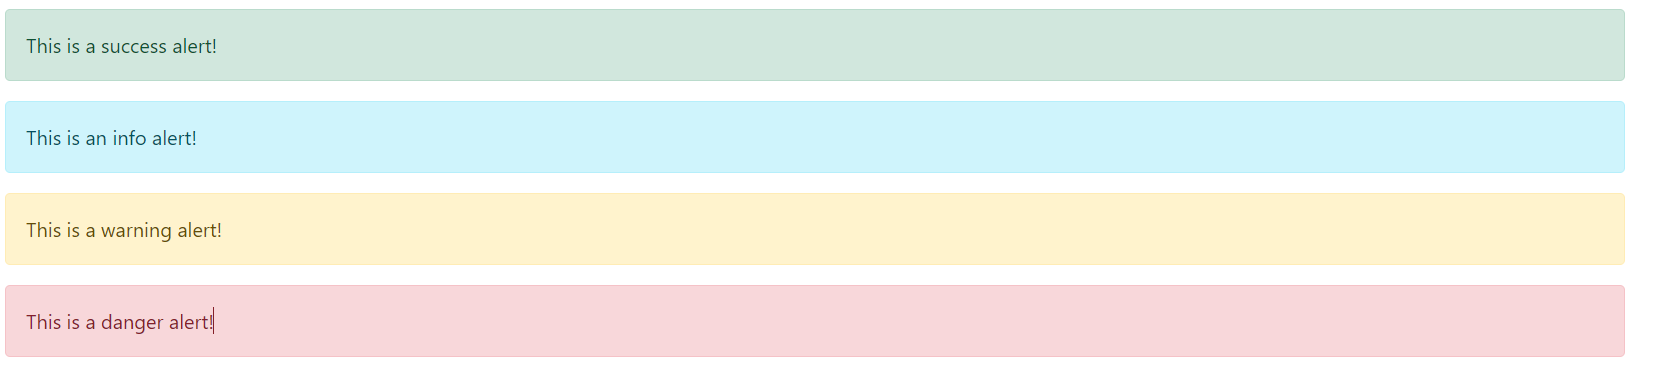 This is a success alert!
This is an info alert!
This is a warning alert!
This is a danger alert!